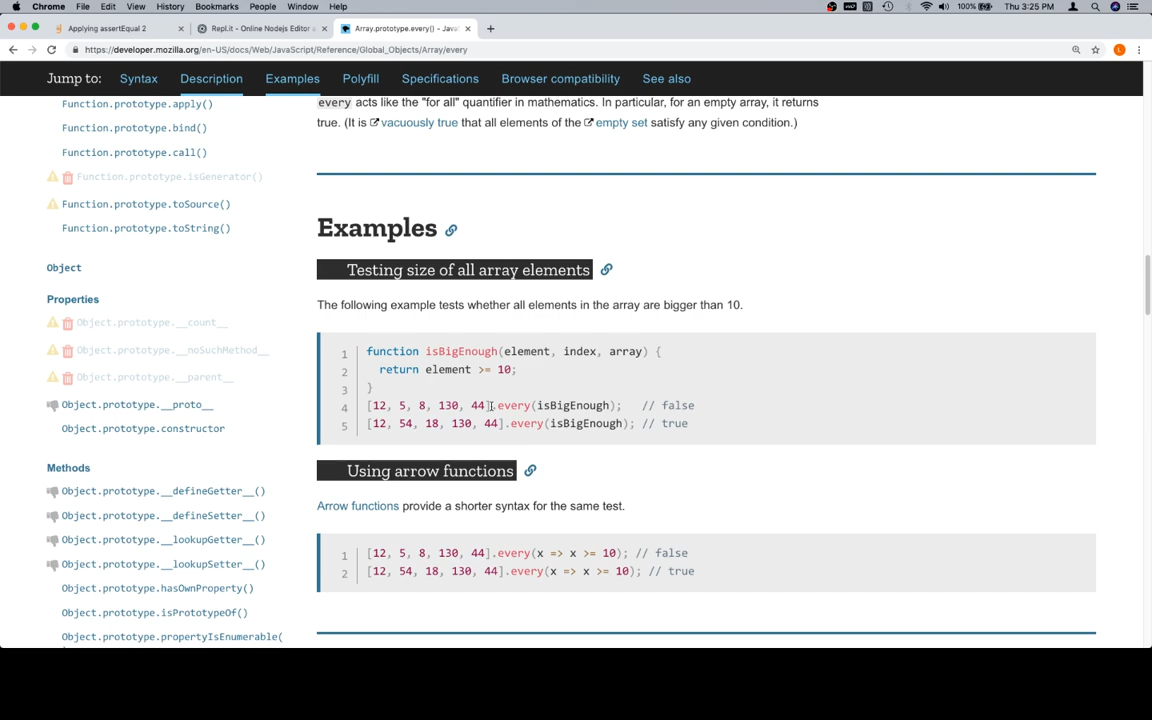 Chrome File Edit View History Bookmarks People Window Help 100% Thu 3:25 PM
Applying assertEqual 2
Repl.it - Online Nodejs Editor a
Array.prototype.every() - Java
https://developer.mozilla.org/en-US/docs/Web/JavaScript/Reference/Global_Objects/Array/every
Jump to: Syntax Description Examples Polyfill Specifications Browser compatibility See also
Function.prototype.apply()
Function.prototype.bind()
Function.prototype.call()
Function.prototype.isGenerator()
Function.prototype.toSource()
Function.prototype.toString()
Object
Properties
Object.prototype.__count__
Object.prototype.__noSuchMethod__
Object.prototype.__parent__
Object.prototype.__proto__
Object.prototype.constructor
Methods
Object.prototype.__defineGetter__()
Object.prototype.__defineSetter__()
Object.prototype.__lookupGetter__()
Object.prototype.__lookupSetter__()
Object.prototype.hasOwnProperty()
Object.prototype.isPrototypeOf()
Object.prototype.propertyIsEnumerable(
every acts like the "for all" quantifier in mathematics. In particular, for an empty array, it returns
true. (It is vacuously true that all elements of the empty set satisfy any given condition.)
Examples
Testing size of all array elements
The following example tests whether all elements in the array are bigger than 10.
1 function isBigEnough(element, index, array) {
2 return element >= 10;
3 }
4 [12, 5, 8, 130, 44].every(isBigEnough); // false
5 [12, 54, 18, 130, 44].every(isBigEnough); // true
Using arrow functions
Arrow functions provide a shorter syntax for the same test.
1 [12, 5, 8, 130, 44].every(x => x >= 10); // false
2 [12, 54, 18, 130, 44].every(x => x >= 10); // true